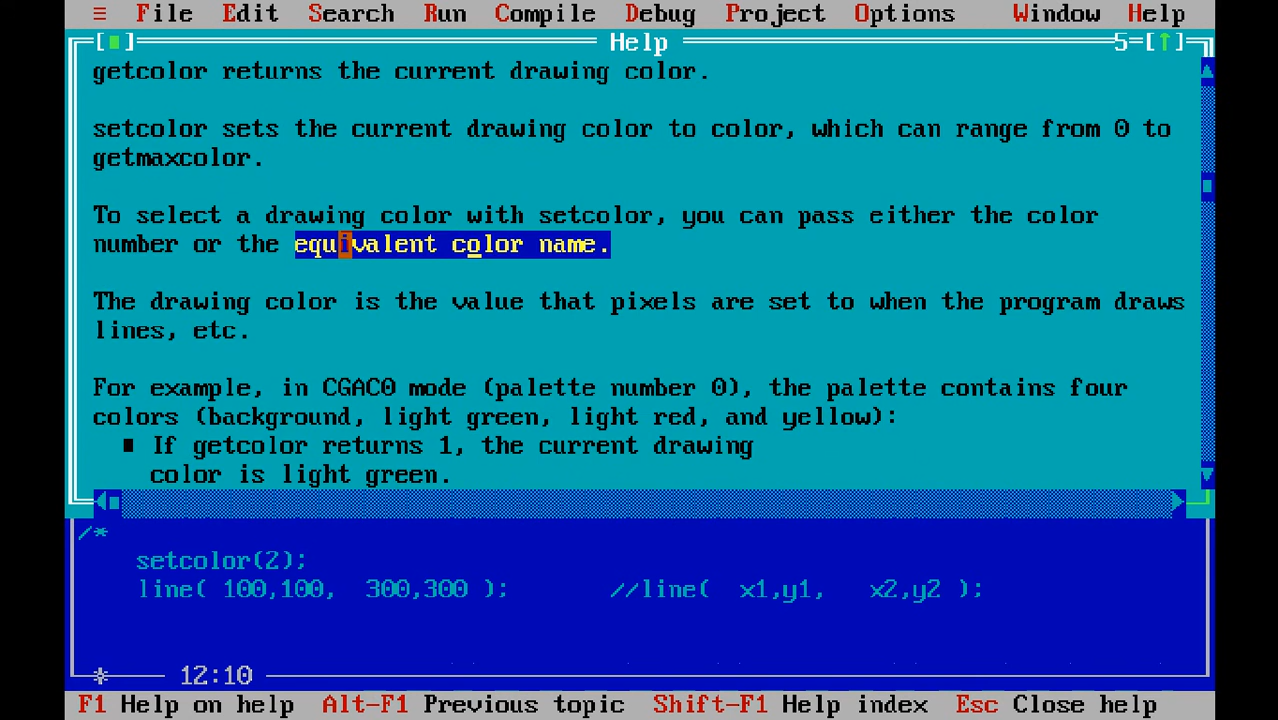 ≡ File Edit Search Run Compile Debug Project Options Window Help
[■] Help 5=[↑]
getcolor returns the current drawing color.
setcolor sets the current drawing color to color, which can range from 0 to
getmaxcolor.
To select a drawing color with setcolor, you can pass either the color
number or the equivalent color name.
The drawing color is the value that pixels are set to when the program draws
lines, etc.
For example, in CGAC0 mode (palette number 0), the palette contains four
colors (background, light green, light red, and yellow):
■ If getcolor returns 1, the current drawing
color is light green.
/*
setcolor(2);
line( 100,100, 300,300 ); //line( x1,y1, x2,y2 );
* 12:10
F1 Help on help Alt-F1 Previous topic Shift-F1 Help index Esc Close help